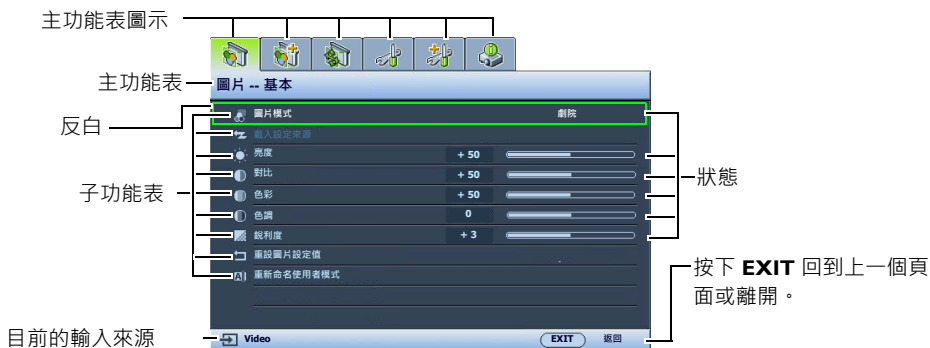 主功能表圖示
主功能表
圖片 -- 基本
反白
圖片模式 劇院
載入設定來源
亮度 + 50
對比 + 50
子功能表
狀態
色彩 + 50
色調 0
銳利度 + 3
重設圖片設定值
重新命名使用者模式
按下 EXIT 回到上一個頁
面或離開。
目前的輸入來源
Video EXIT 返回